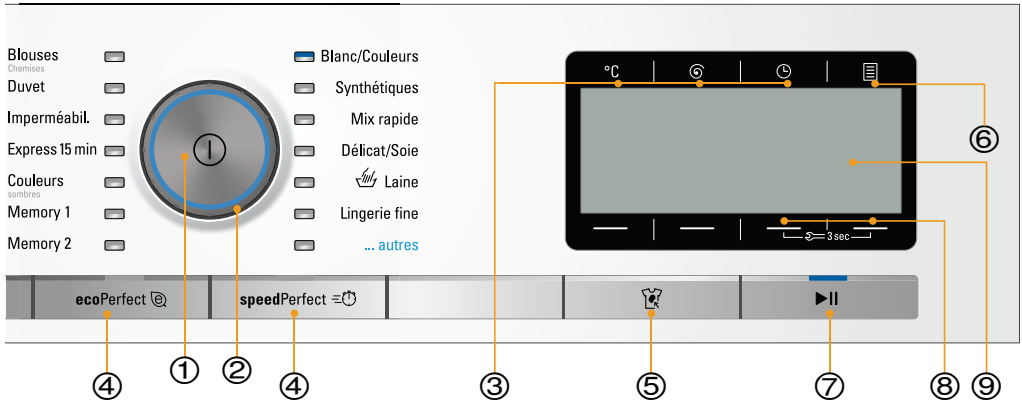 Blouses
Chemises
Duvet
Imperméabil.
Express 15 min
Couleurs
sombres
Memory 1
Memory 2
Blanc/Couleurs
Synthétiques
Mix rapide
Délicat/Soie
Laine
Lingerie fine
... autres
°C
3 sec
ecoPerfect e
speedPerfect
④ ① ② ④ ③ ⑤ ⑦ ⑧ ⑨
⑥